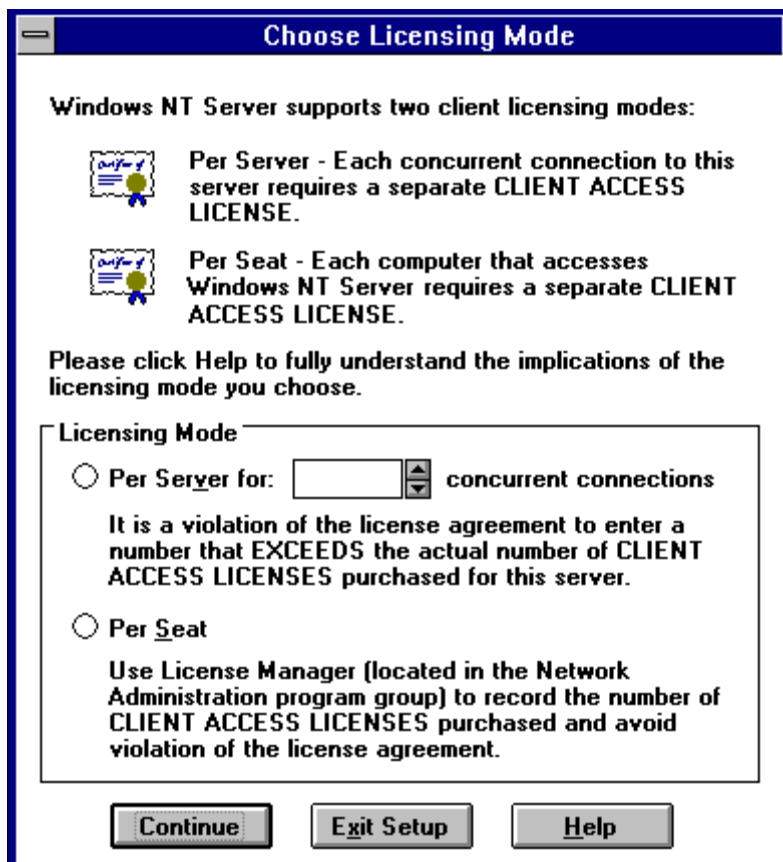 Choose Licensing Mode
Windows NT Server supports two client licensing modes:
Per Server - Each concurrent connection to this
server requires a separate CLIENT ACCESS
LICENSE.
Per Seat - Each computer that accesses
Windows NT Server requires a separate CLIENT
ACCESS LICENSE.
Please click Help to fully understand the implications of the
licensing mode you choose.
Licensing Mode
Per Server for:
concurrent connections
It is a violation of the license agreement to enter a
number that EXCEEDS the actual number of CLIENT
ACCESS LICENSES purchased for this server.
Per Seat
Use License Manager (located in the Network
Administration program group) to record the number of
CLIENT ACCESS LICENSES purchased and avoid
violation of the license agreement.
Continue
Exit Setup
Help